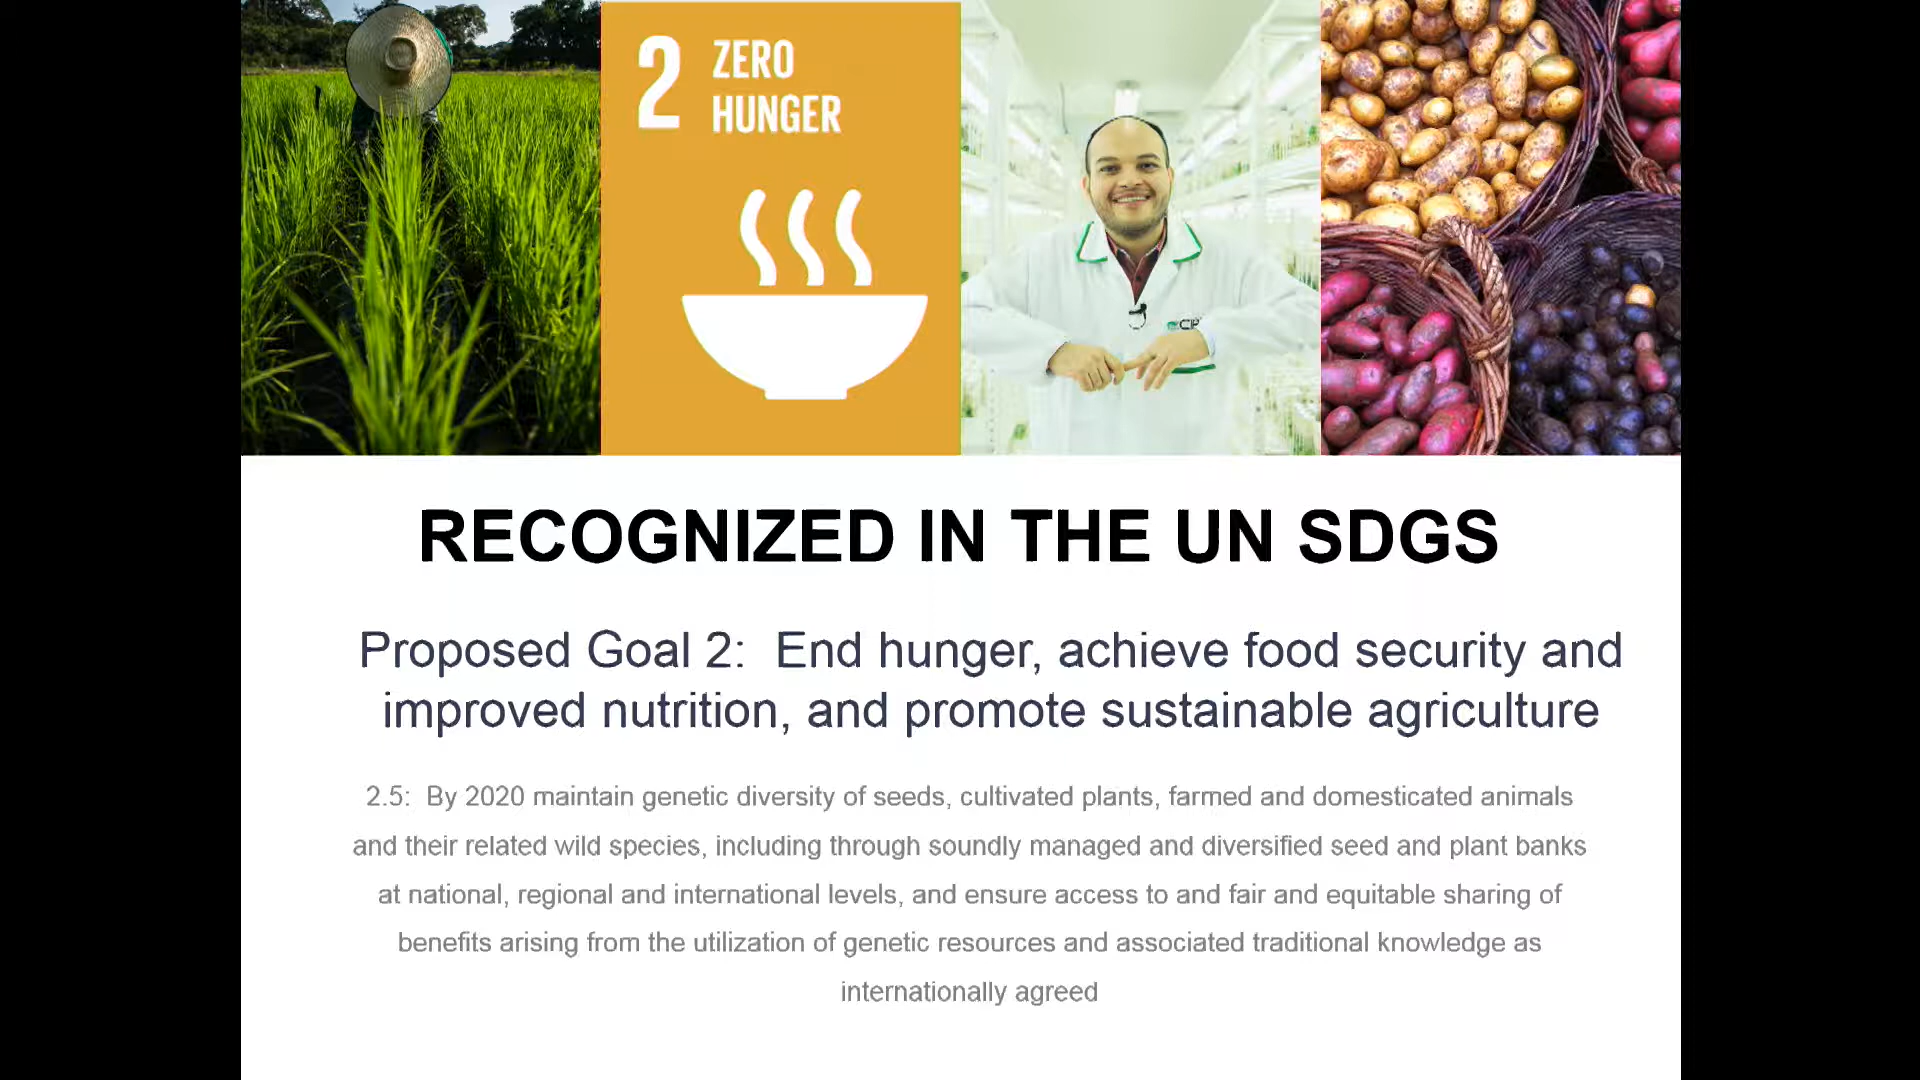 2 ZERO
HUNGER
RECOGNIZED IN THE UN SDGS
Proposed Goal 2:  End hunger, achieve food security and
improved nutrition, and promote sustainable agriculture
2.5:  By 2020 maintain genetic diversity of seeds, cultivated plants, farmed and domesticated animals
and their related wild species, including through soundly managed and diversified seed and plant banks
at national, regional and international levels, and ensure access to and fair and equitable sharing of
benefits arising from the utilization of genetic resources and associated traditional knowledge as
internationally agreed